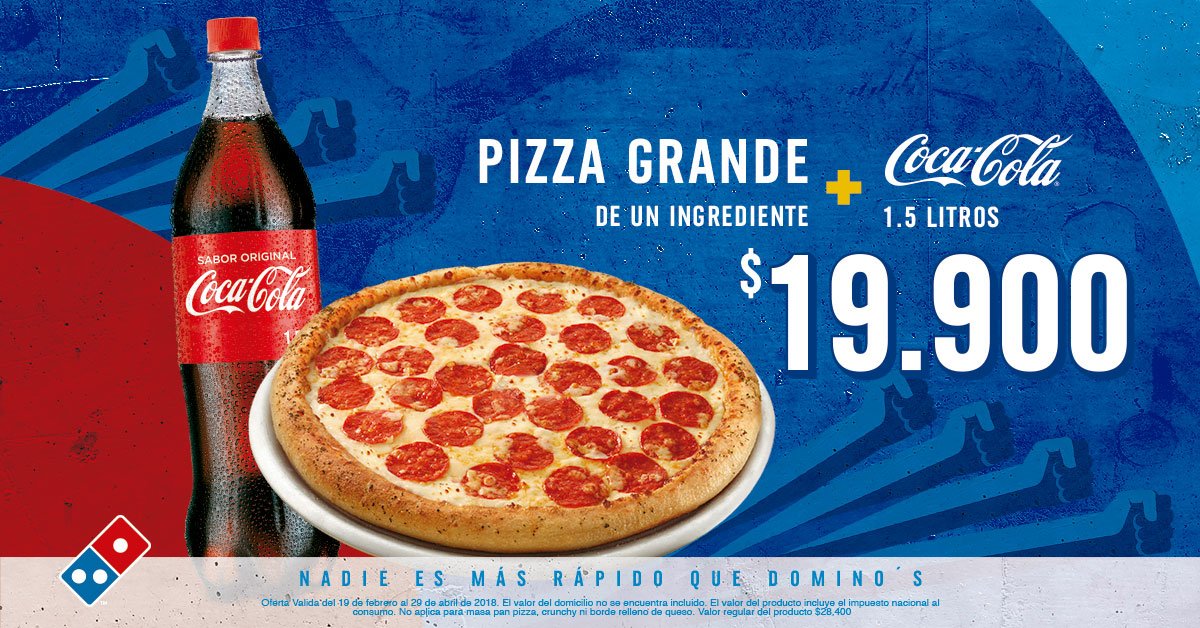 PIZZA GRANDE
DE UN INGREDIENTE
+
Coca-Cola
1.5 LITROS
$19.900
SABOR ORIGINAL
Coca-Cola
NADIE ES MÁS RÁPIDO QUE DOMINO´S
Oferta Valida del 19 de febrero al 29 de abril de 2018. El valor del domicilio no se encuentra incluido. El valor del producto incluye el impuesto nacional al
consumo. No aplica para masa pan pizza, crunchy ni borde relleno de queso. Valor regular del producto $28,400